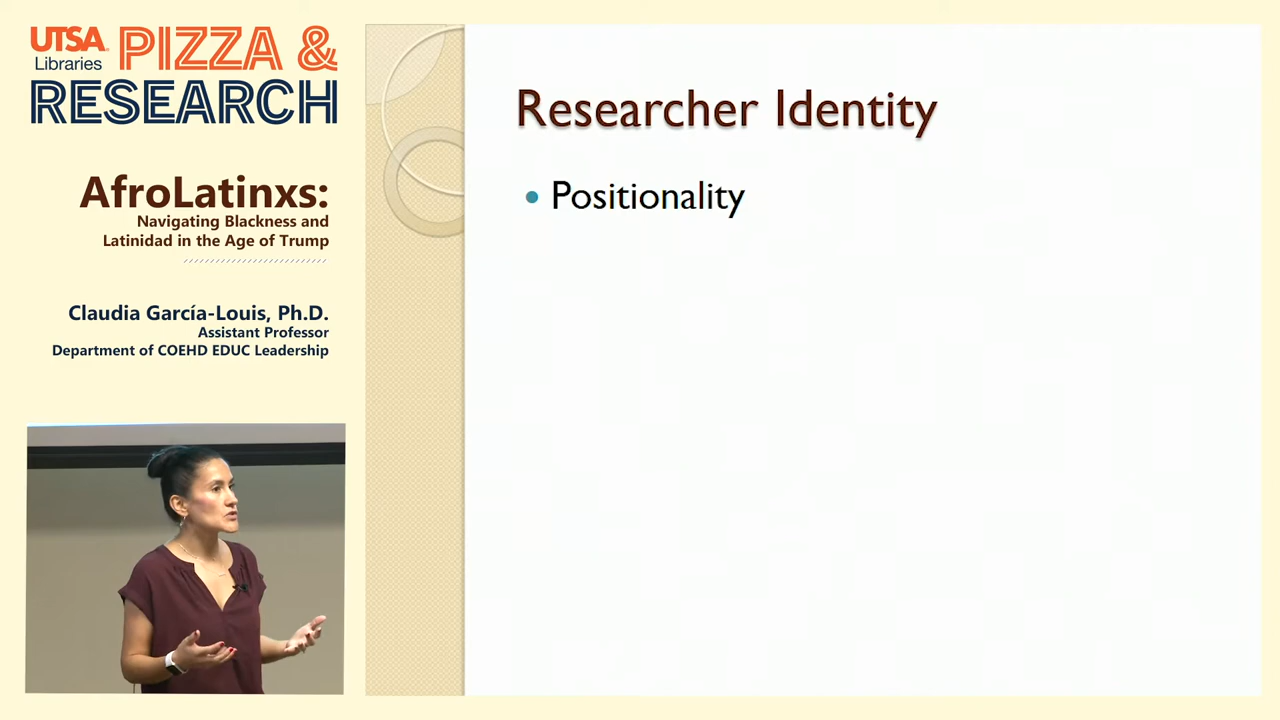 UTSA
Libraries
PIZZA &
RESEARCH
AfroLatinxs:
Navigating Blackness and
Latinidad in the Age of Trump
Claudia García-Louis, Ph.D.
Assistant Professor
Department of COEHD EDUC Leadership
Researcher Identity
• Positionality